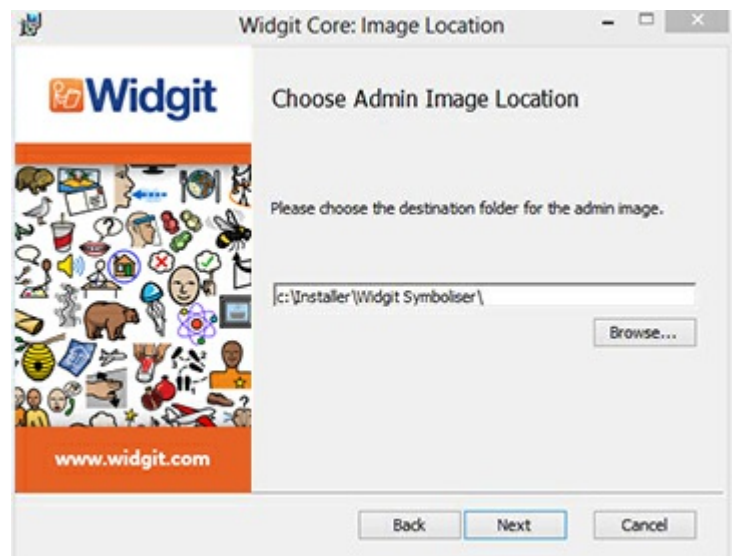 Widgit Core: Image Location
Widgit
Choose Admin Image Location
Please choose the destination folder for the admin image.
c:\Installer\Widgit Symboliser\
Browse...
www.widgit.com
Back Next Cancel